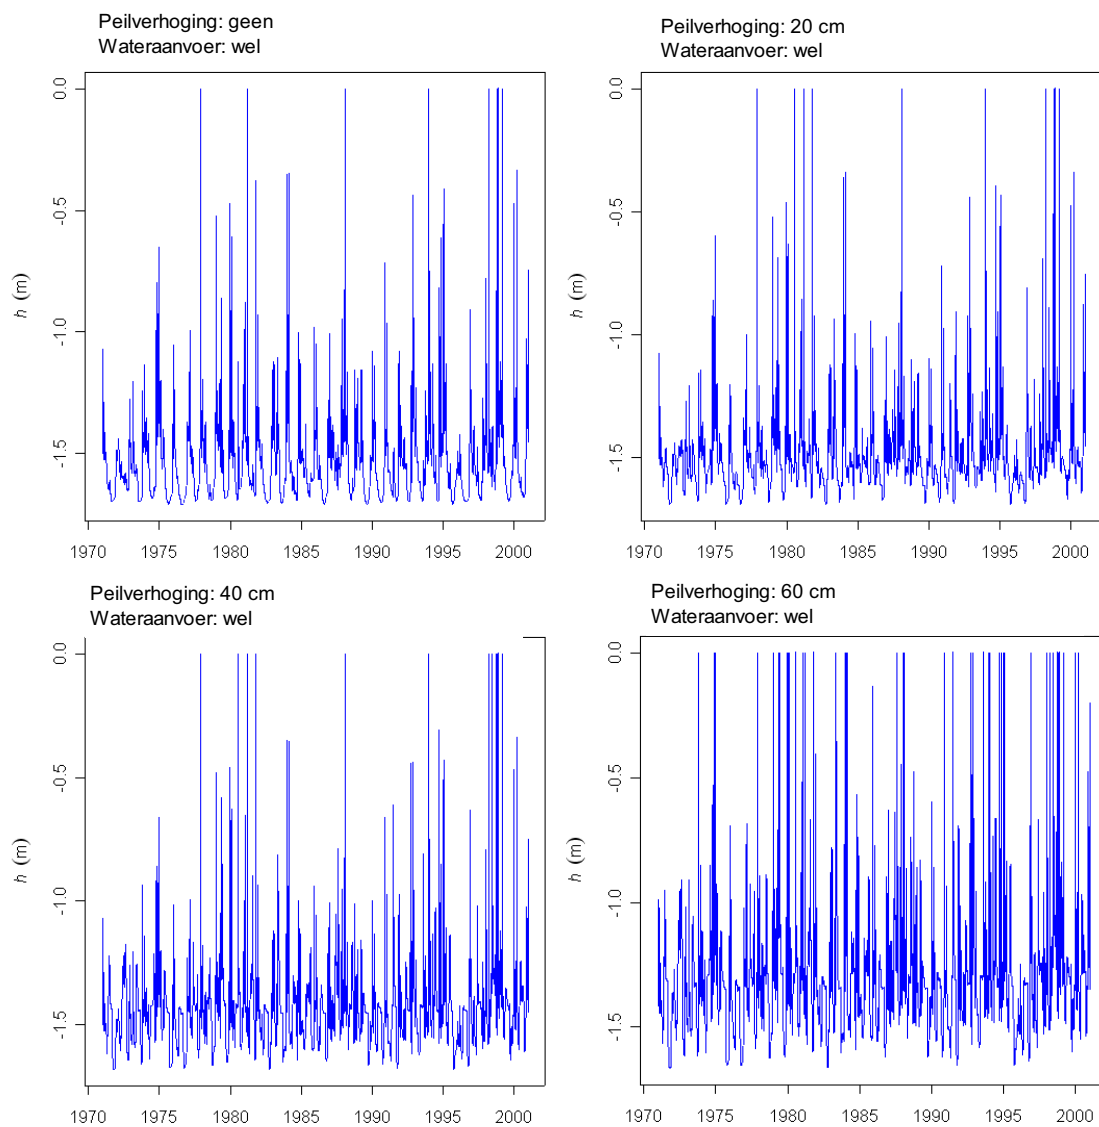 Peilverhoging: geen
Wateraanvoer: wel
Peilverhoging: 20 cm
Wateraanvoer: wel
0.0
-0.5
-1.0
-1.5
h (m)
1970 1975 1980 1985 1990 1995 2000
0.0
-0.5
-1.0
-1.5
h (m)
1970 1975 1980 1985 1990 1995 2000
Peilverhoging: 40 cm
Wateraanvoer: wel
Peilverhoging: 60 cm
Wateraanvoer: wel
0.0
-0.5
-1.0
-1.5
h (m)
1970 1975 1980 1985 1990 1995 2000
0.0
-0.5
-1.0
-1.5
h (m)
1970 1975 1980 1985 1990 1995 2000